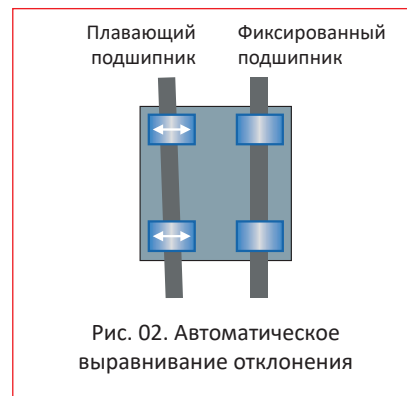 Плавающий подшипник
Фиксированный подшипник
Рис. 02. Автоматическое
выравнивание отклонения